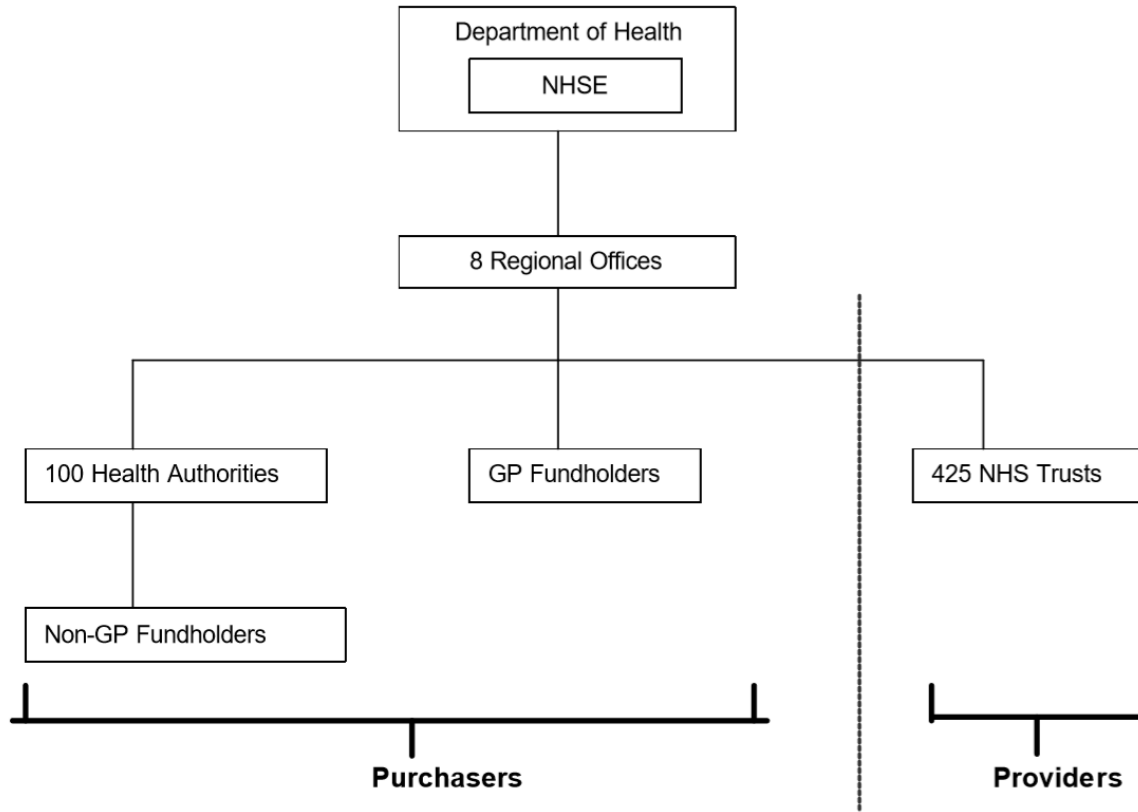 Department of Health
NHSE
8 Regional Offices
100 Health Authorities
GP Fundholders
425 NHS Trusts
Non-GP Fundholders
Purchasers
Providers